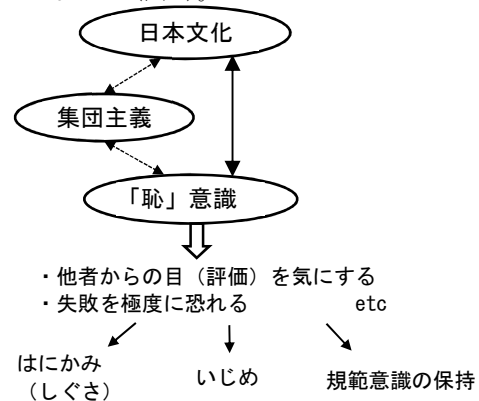 日本文化
集団主義
「恥」意識
・他者からの目（評価）を気にする
・失敗を極度に恐れる　　　etc
はにかみ
（しぐさ）
いじめ
規範意識の保持